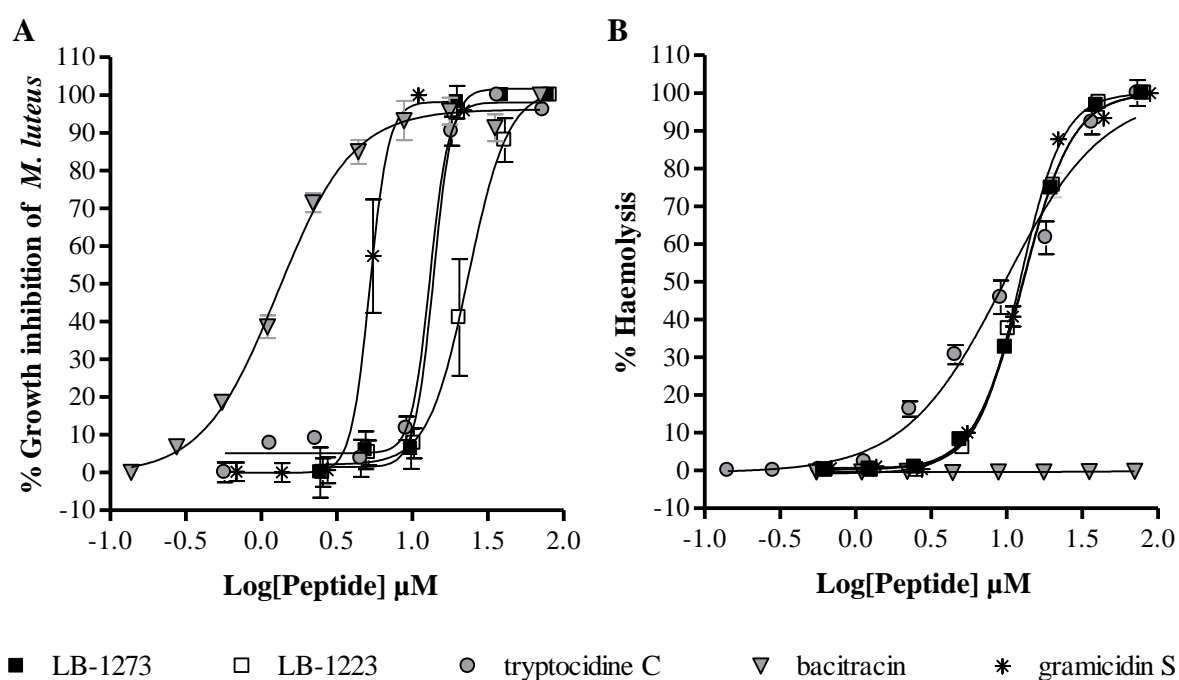 A
% Growth inhibition of M. luteus
110
100
90
80
70
60
50
40
30
20
10
0
-10
-1.0 -0.5 0.0 0.5 1.0 1.5 2.0
Log[Peptide] µM
B
% Haemolysis
110
100
90
80
70
60
50
40
30
20
10
0
-10
-1.0 -0.5 0.0 0.5 1.0 1.5 2.0
Log[Peptide] µM
LB-1273 LB-1223 tryptocidine C bacitracin gramicidin S